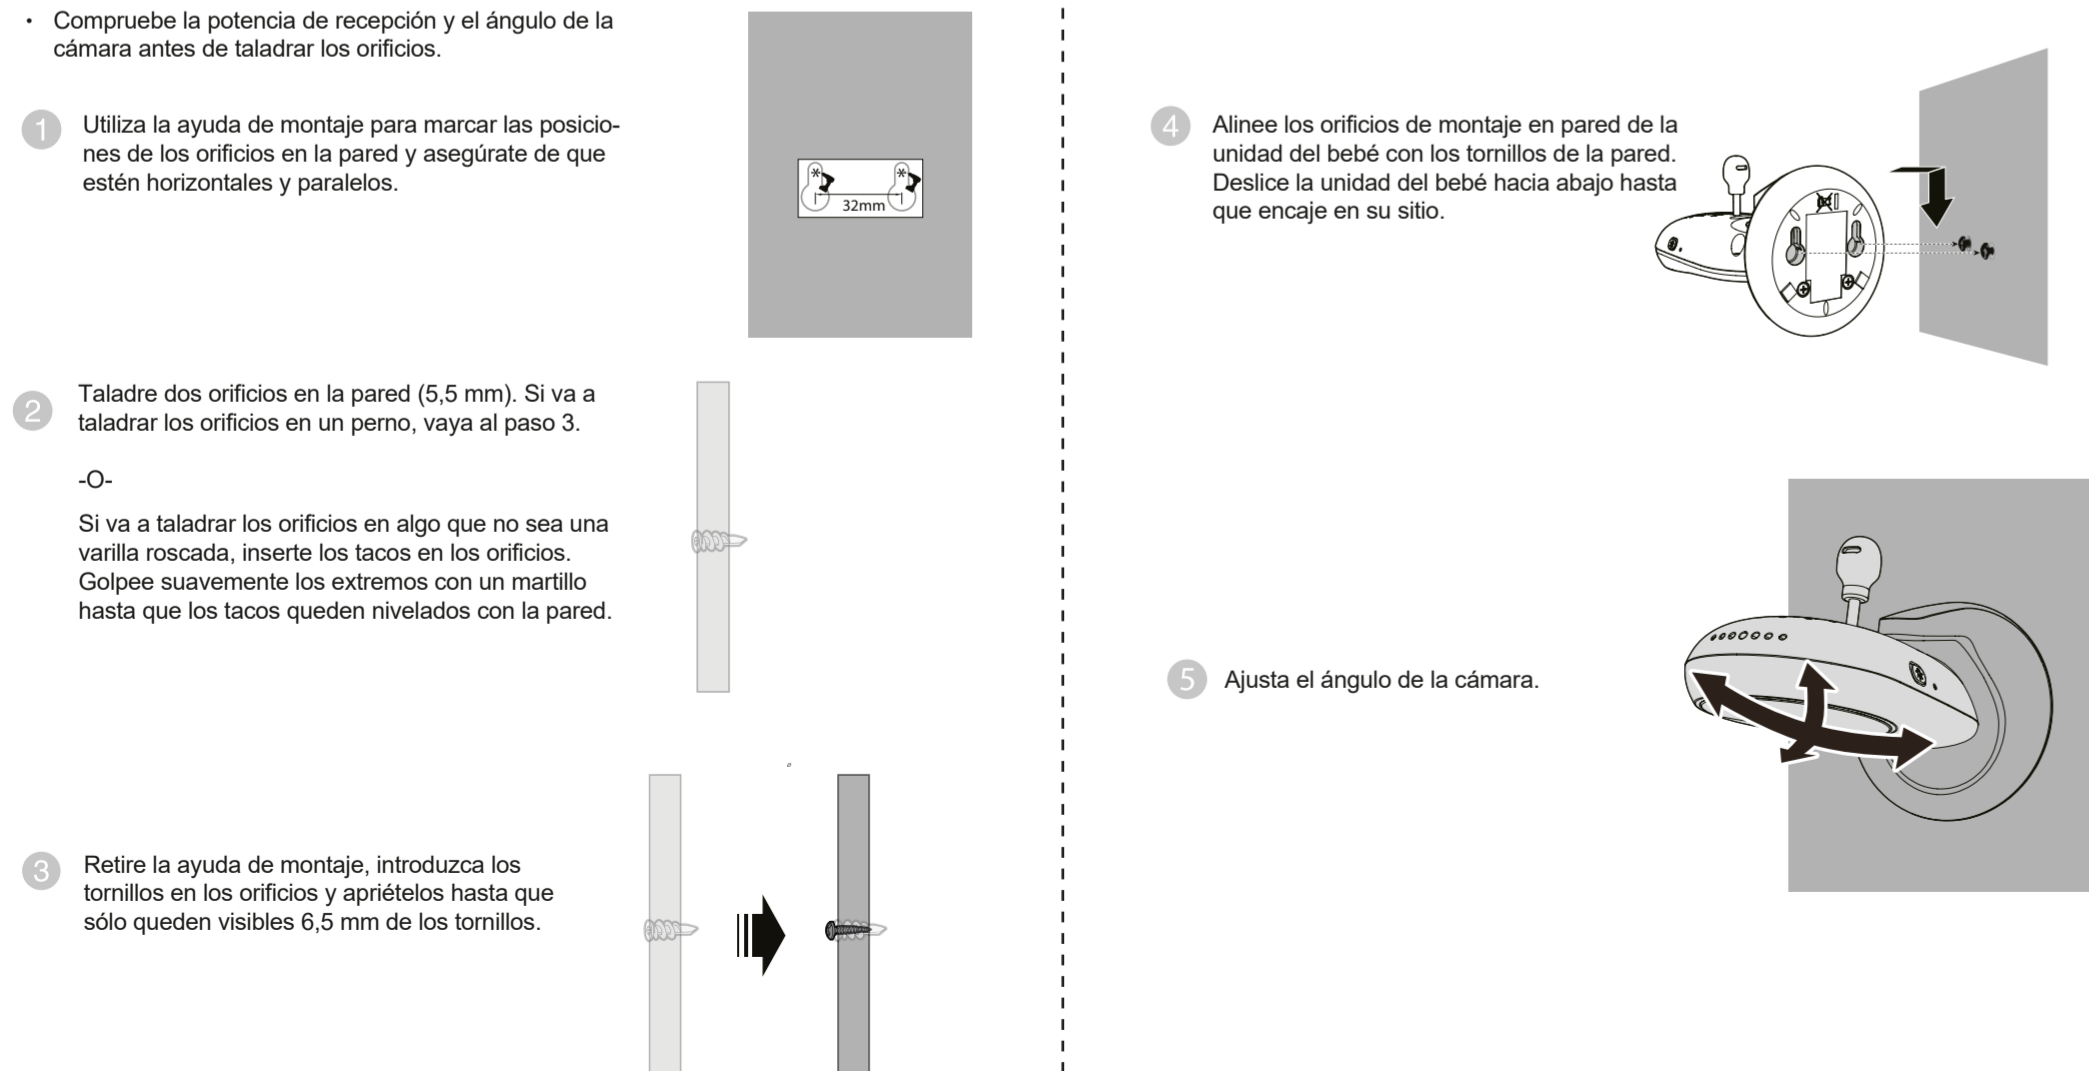 • Compruebe la potencia de recepción y el ángulo de la
cámara antes de taladrar los orificios.
1 Utiliza la ayuda de montaje para marcar las posicio-
nes de los orificios en la pared y asegúrate de que
estén horizontales y paralelos.
32mm
2 Taladre dos orificios en la pared (5,5 mm). Si va a
taladrar los orificios en un perno, vaya al paso 3.
-O-
Si va a taladrar los orificios en algo que no sea una
varilla roscada, inserte los tacos en los orificios.
Golpee suavemente los extremos con un martillo
hasta que los tacos queden nivelados con la pared.
3 Retire la ayuda de montaje, introduzca los
tornillos en los orificios y apriételos hasta que
sólo queden visibles 6,5 mm de los tornillos.
4 Alinee los orificios de montaje en pared de la
unidad del bebé con los tornillos de la pared.
Deslice la unidad del bebé hacia abajo hasta
que encaje en su sitio.
5 Ajusta el ángulo de la cámara.